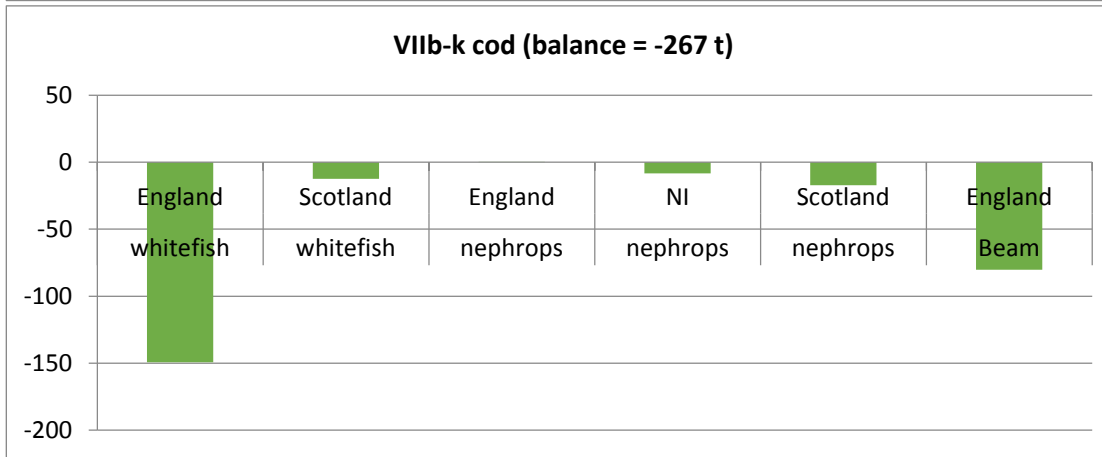 VIIb-k cod (balance = -267 t)
50
0
England Scotland England NI Scotland England
-50
whitefish whitefish nephrops nephrops nephrops Beam
-100
-150
-200